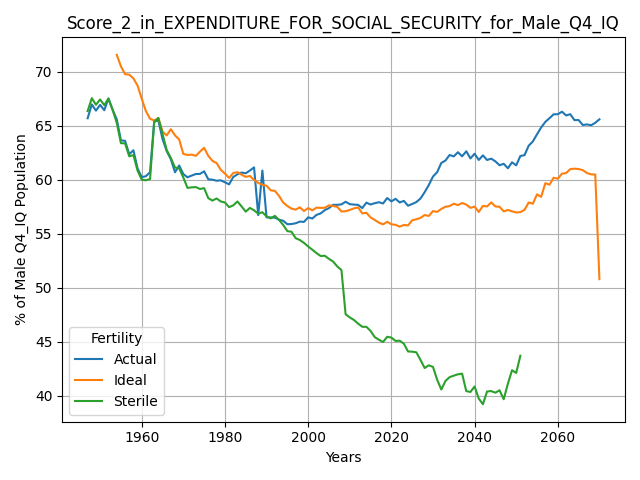 Score_2_in_EXPENDITURE_FOR_SOCIAL_SECURITY_for_Male_Q4_IQ
% of Male Q4_IQ Population
70
65
60
55
50
45
40
Fertility
Actual
Ideal
Sterile
1960
1980
2000
2020
2040
2060
Years